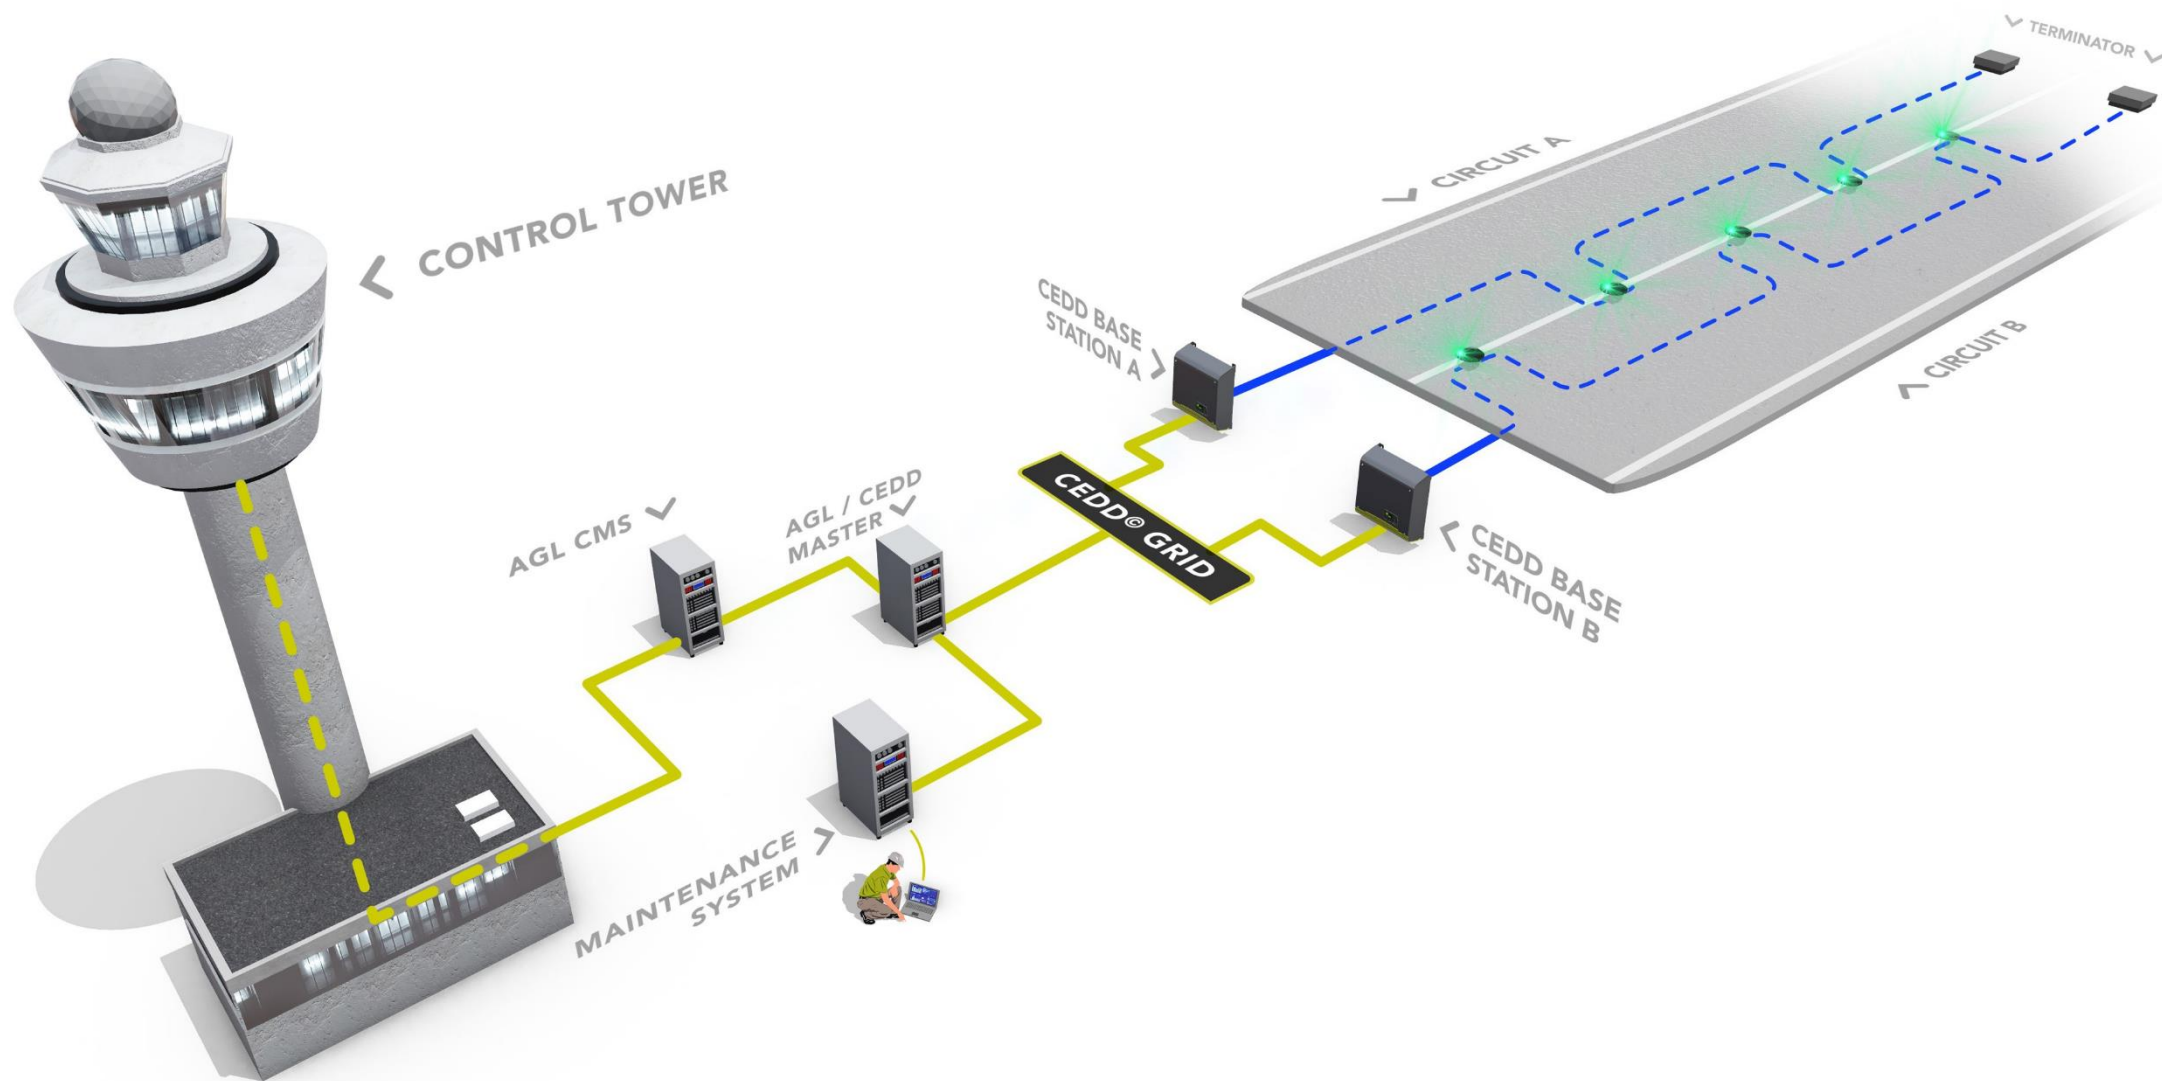 TERMINATOR
CIRCUIT A
CONTROL TOWER
CEDD BASE
STATION A
CIRCUIT B
AGL / CEDD
MASTER
AGL CMS
CEDD© GRID
CEDD BASE
STATION B
MAINTENANCE
SYSTEM